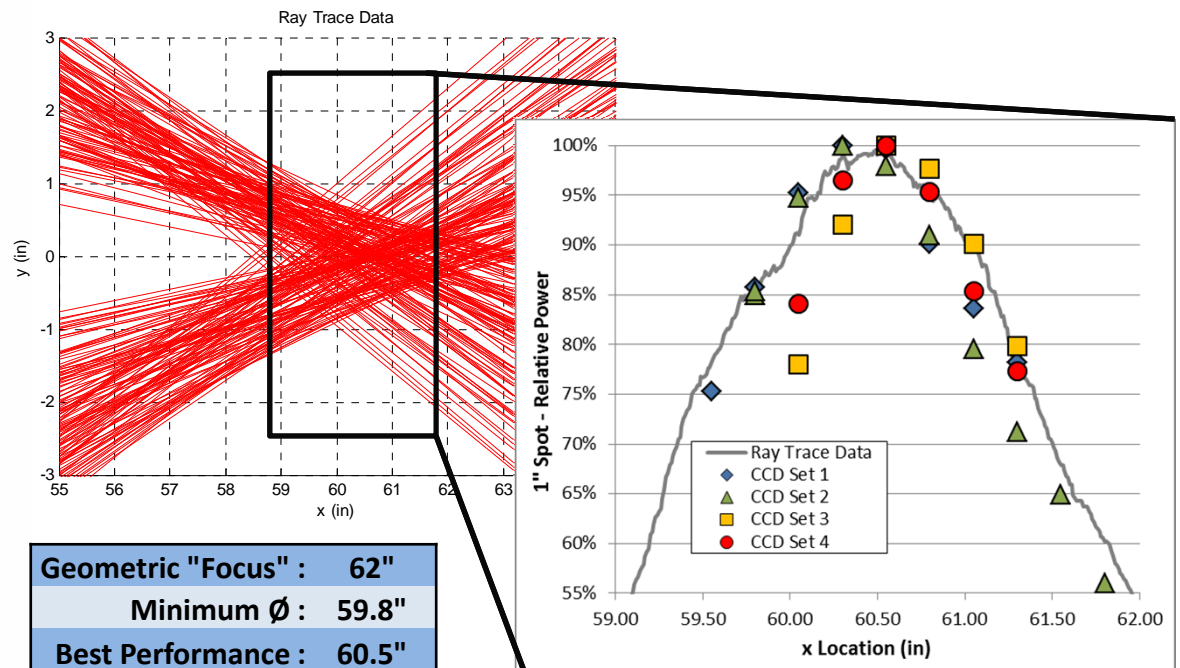 Ray Trace Data
3
2
1
0
-1
-2
-3
y (in)
55 56 57 58 59 60 61 62 63
x (in)
100%
95%
90%
85%
80%
75%
70%
65%
60%
55%
1" Spot - Relative Power
Ray Trace Data
CCD Set 1
CCD Set 2
CCD Set 3
CCD Set 4
59.00 59.50 60.00 60.50 61.00 61.50 62.00
x Location (in)
Geometric "Focus" : 62"
Minimum Ø : 59.8"
Best Performance : 60.5"